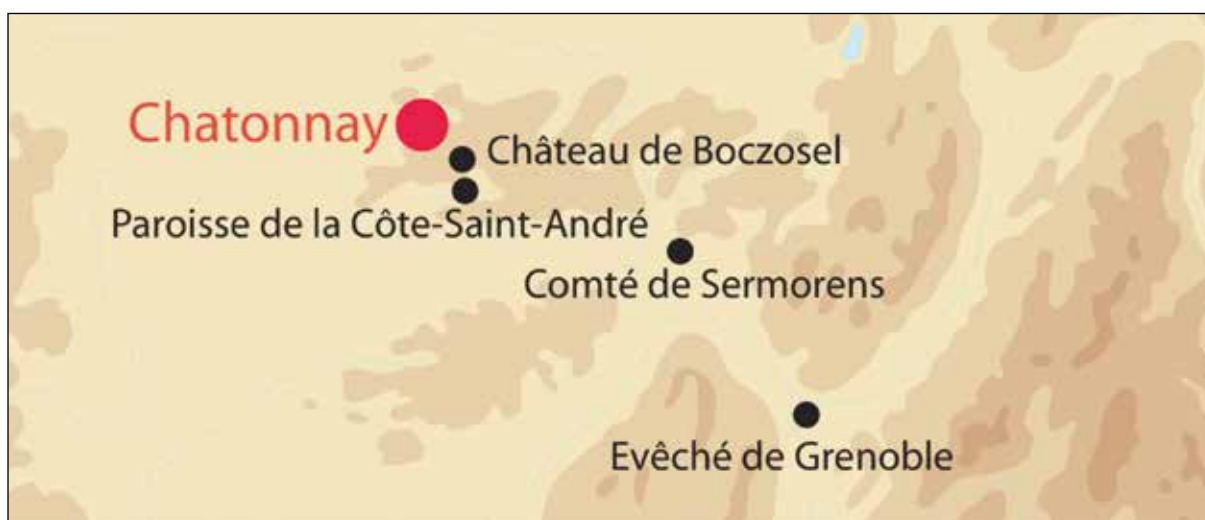 Chatonnay
Château de Boczosel
Paroisse de la Côte-Saint-André
Comté de Sermorens
Evêché de Grenoble